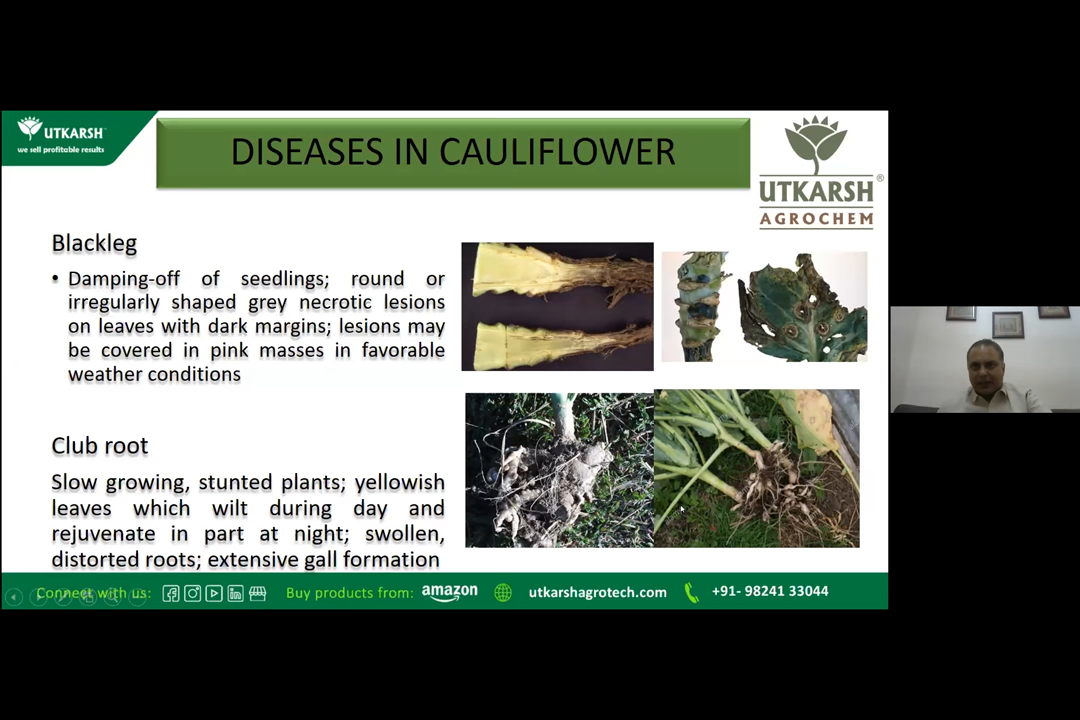 UTKARSH
we sell profitable results
DISEASES IN CAULIFLOWER
UTKARSH®
AGROCHEM
Blackleg
• Damping-off of seedlings; round or
irregularly shaped grey necrotic lesions
on leaves with dark margins; lesions may
be covered in pink masses in favorable
weather conditions
Club root
Slow growing, stunted plants; yellowish
leaves which wilt during day and
rejuvenate in part at night; swollen,
distorted roots; extensive gall formation
Connect with us:
Buy products from: amazon
utkarshagrotech.com
+91- 98241 33044